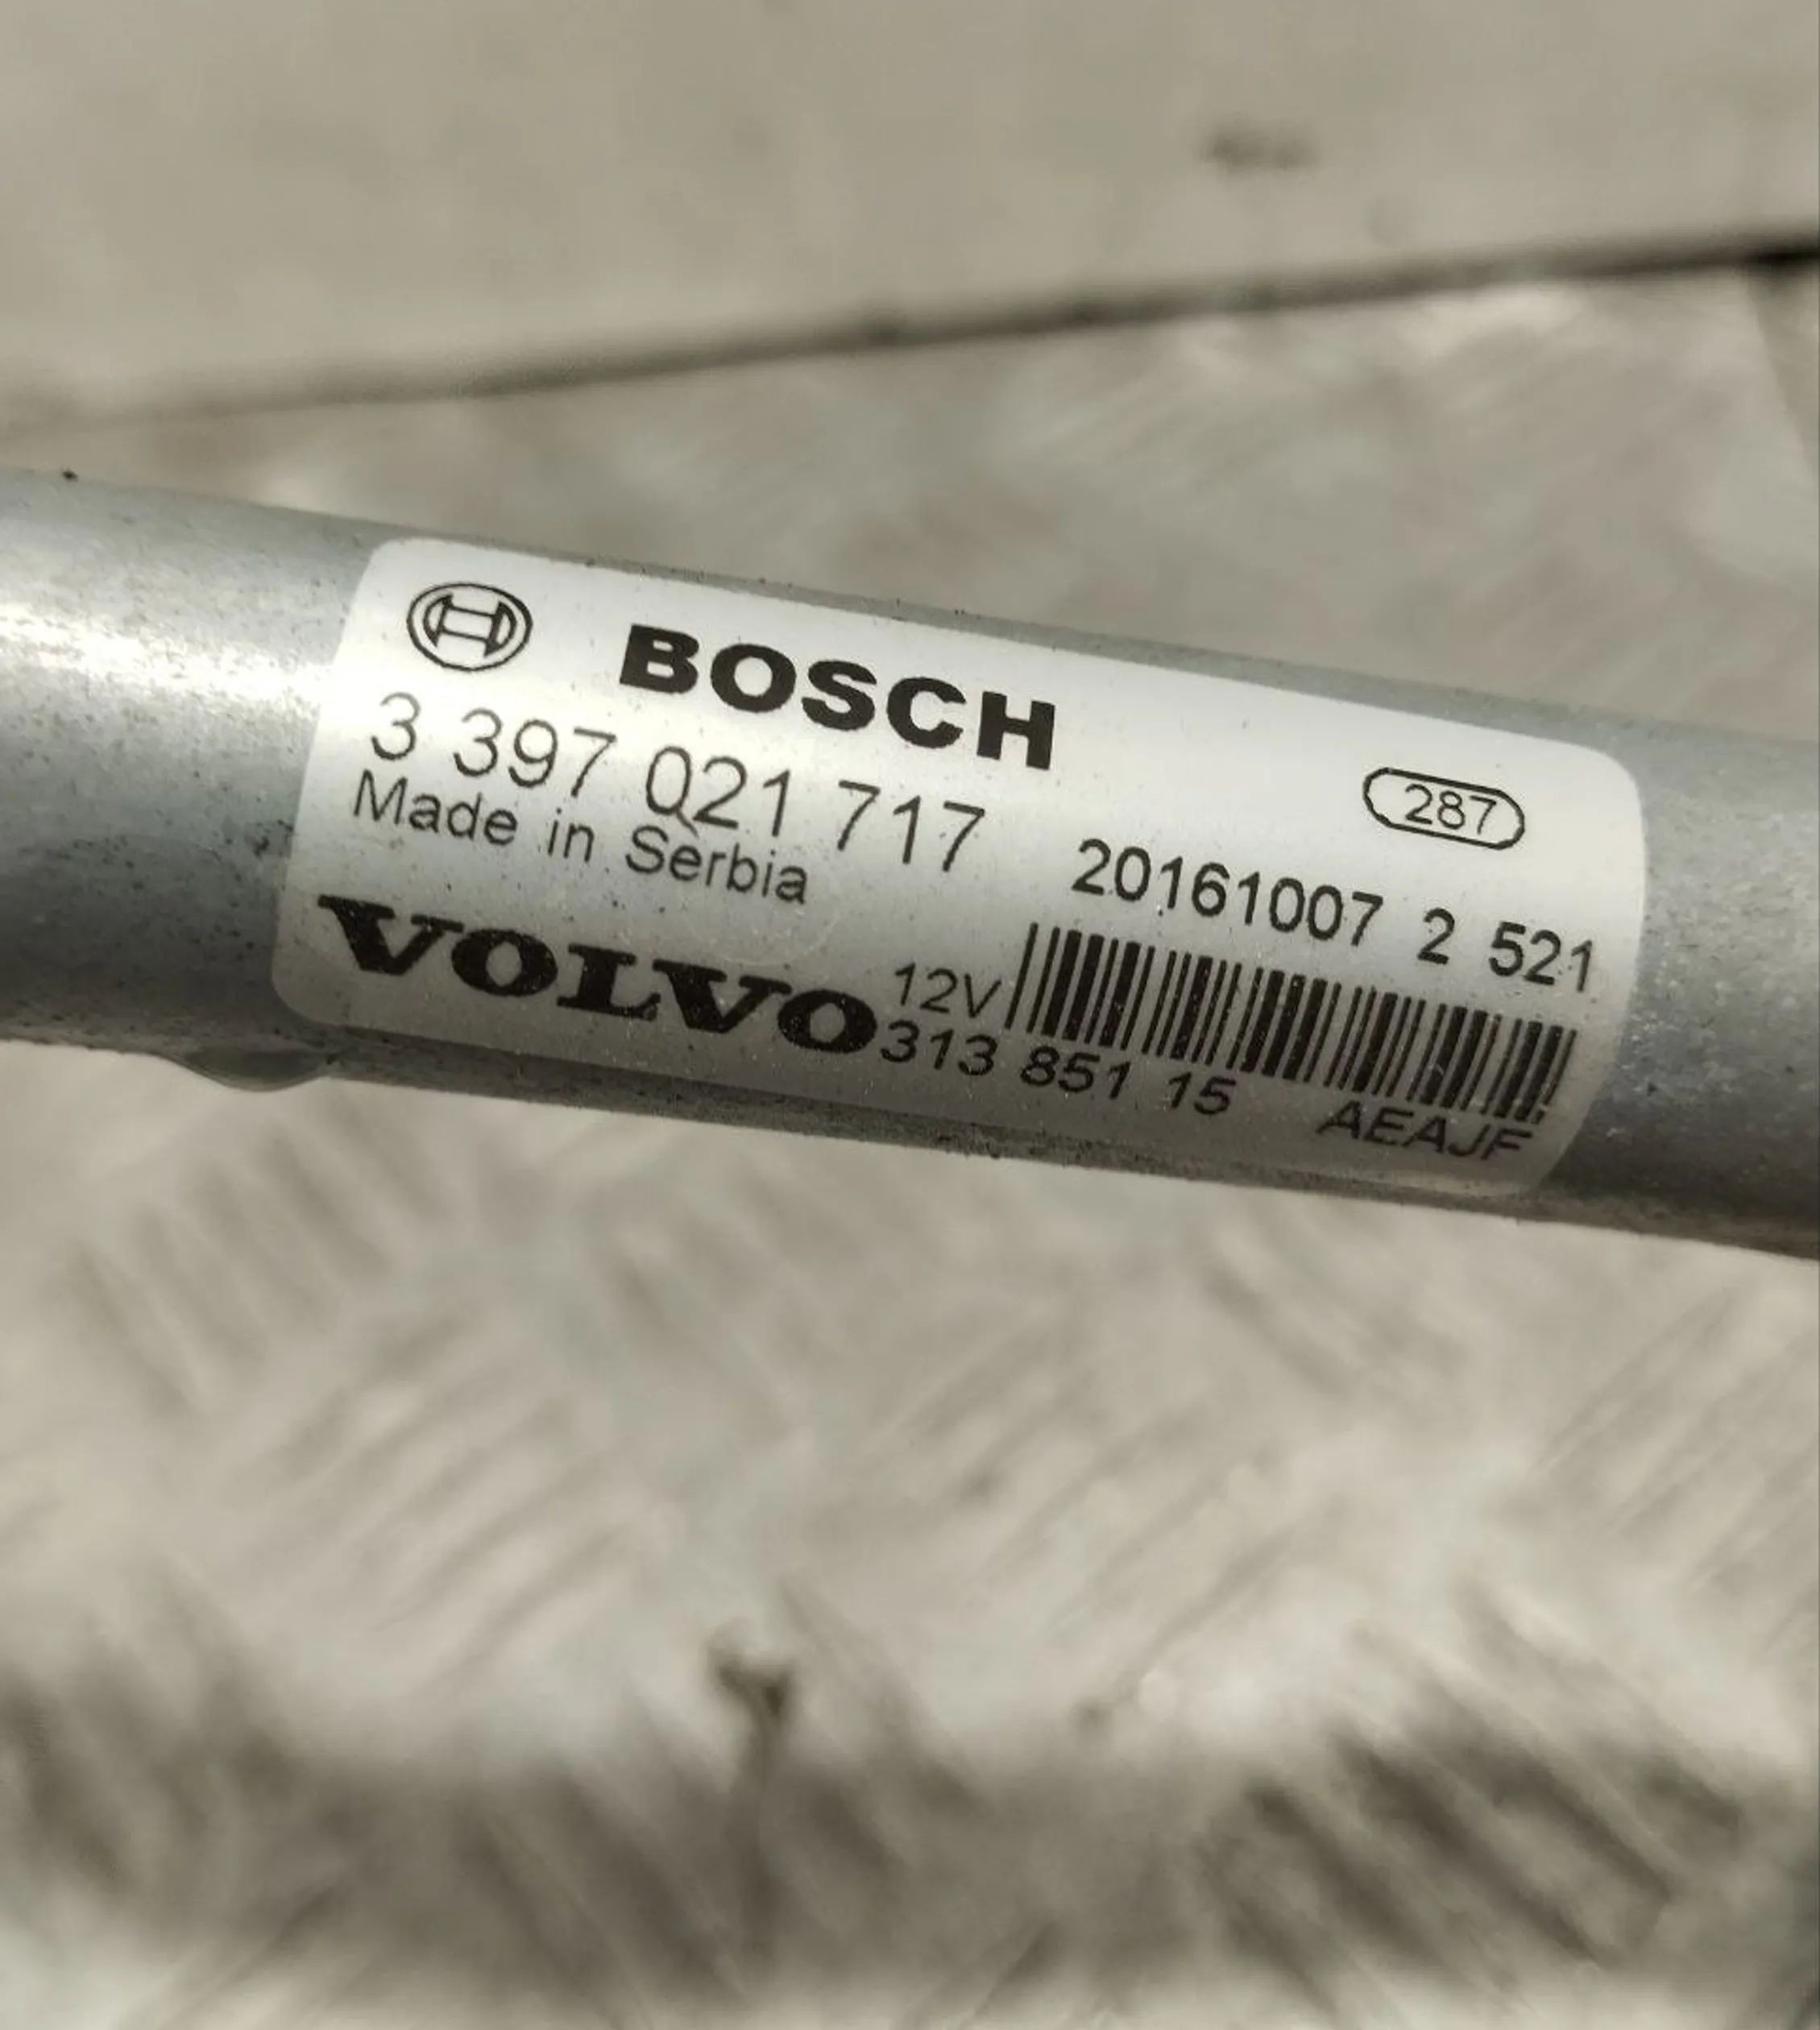 BOSCH
3 397 021 717
287
Made in Serbia
20161007 2 521
VOLVO
12V
313 851 15
AEAJF